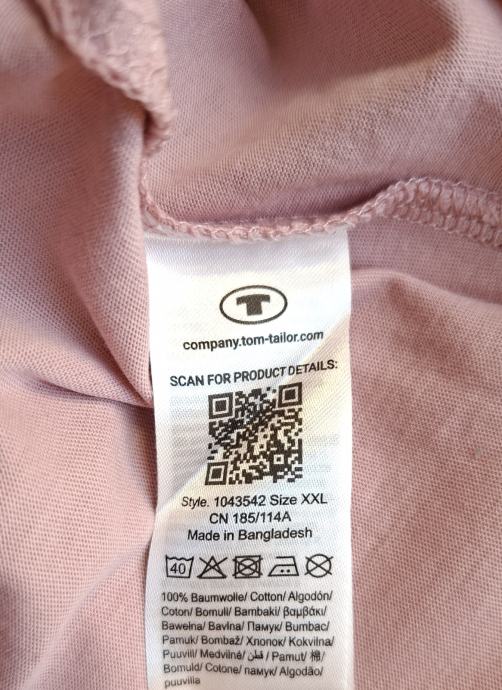 T
company.tom-tailor.com
SCAN FOR PRODUCT DETAILS:
Style. 1043542 Size XXL
CN 185/114A
Made in Bangladesh
40
100% Baumwolle/ Cotton/ Algodón/
Coton/ Bomuld/ Bambaki/ βαμβάκι/
Bawełna/ Bavlna/ Памук/ Bumbac/
Pamuk/ Bombaž/ Хлопок/ Kokvilna/
Puuvill/ Medvilnė/ قطن / Pamut/ 棉/
Bomuld/ Cotone/ памук/ Algodão/
puuvilla